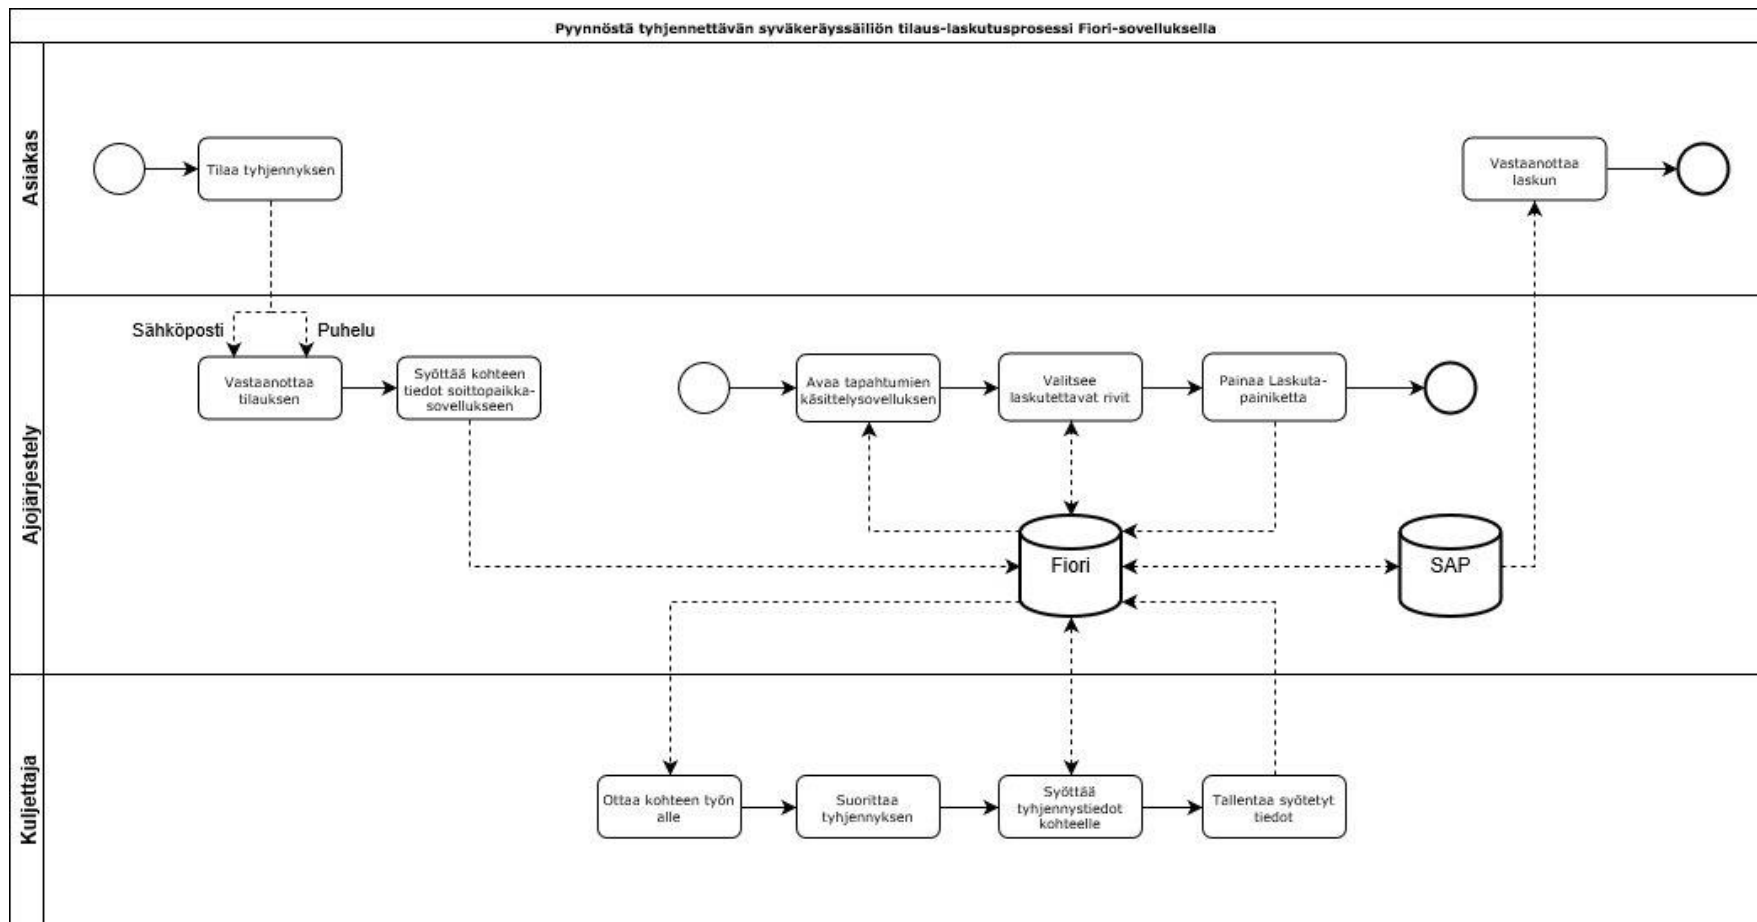 Pyynnöstä tyhjennettävän syväkeräyssäiliön tilaus-laskutusprosessi Fiori-sovelluksella
Asiakas
Tilaa tyhjennyksen
Vastaanottaa
laskun
Ajojärjestely
Sähköposti
Puhelu
Vastaanottaa
tilauksen
Syöttää kohteen
tiedot soittopaikka-
sovellukseen
Avaa tapahtumien
käsittelysovelluksen
Valitsee
laskutettavat rivit
Painaa Laskuta-
painiketta
Fiori
SAP
Kuljettaja
Ottaa kohteen työn
alle
Suorittaa
tyhjennyksen
Syöttää
tyhjennystiedot
kohteelle
Tallentaa syötetyt
tiedot